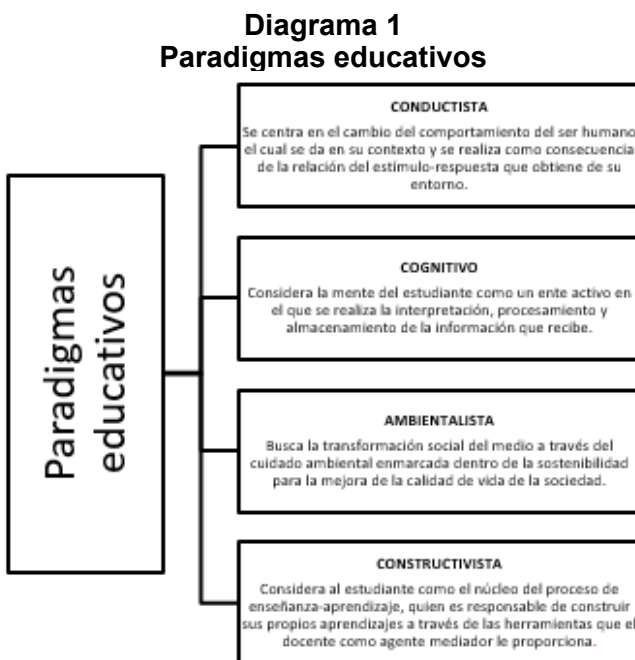 Diagrama 1
Paradigmas educativos
Paradigmas
educativos
CONDUCTISTA
Se centra en el cambio del comportamiento del ser humano
el cual se da en su contexto y se realiza como consecuencia
de la relación del estímulo-respuesta que obtiene de su
entorno.
COGNITIVO
Considera la mente del estudiante como un ente activo en
el que se realiza la interpretación, procesamiento y
almacenamiento de la información que recibe.
AMBIENTALISTA
Busca la transformación social del medio a través del
cuidado ambiental enmarcada dentro de la sostenibilidad
para la mejora de la calidad de vida de la sociedad.
CONSTRUCTIVISTA
Considera al estudiante como el núcleo del proceso de
enseñanza-aprendizaje, quien es responsable de construir
sus propios aprendizajes a través de las herramientas que el
docente como agente mediador le proporciona.